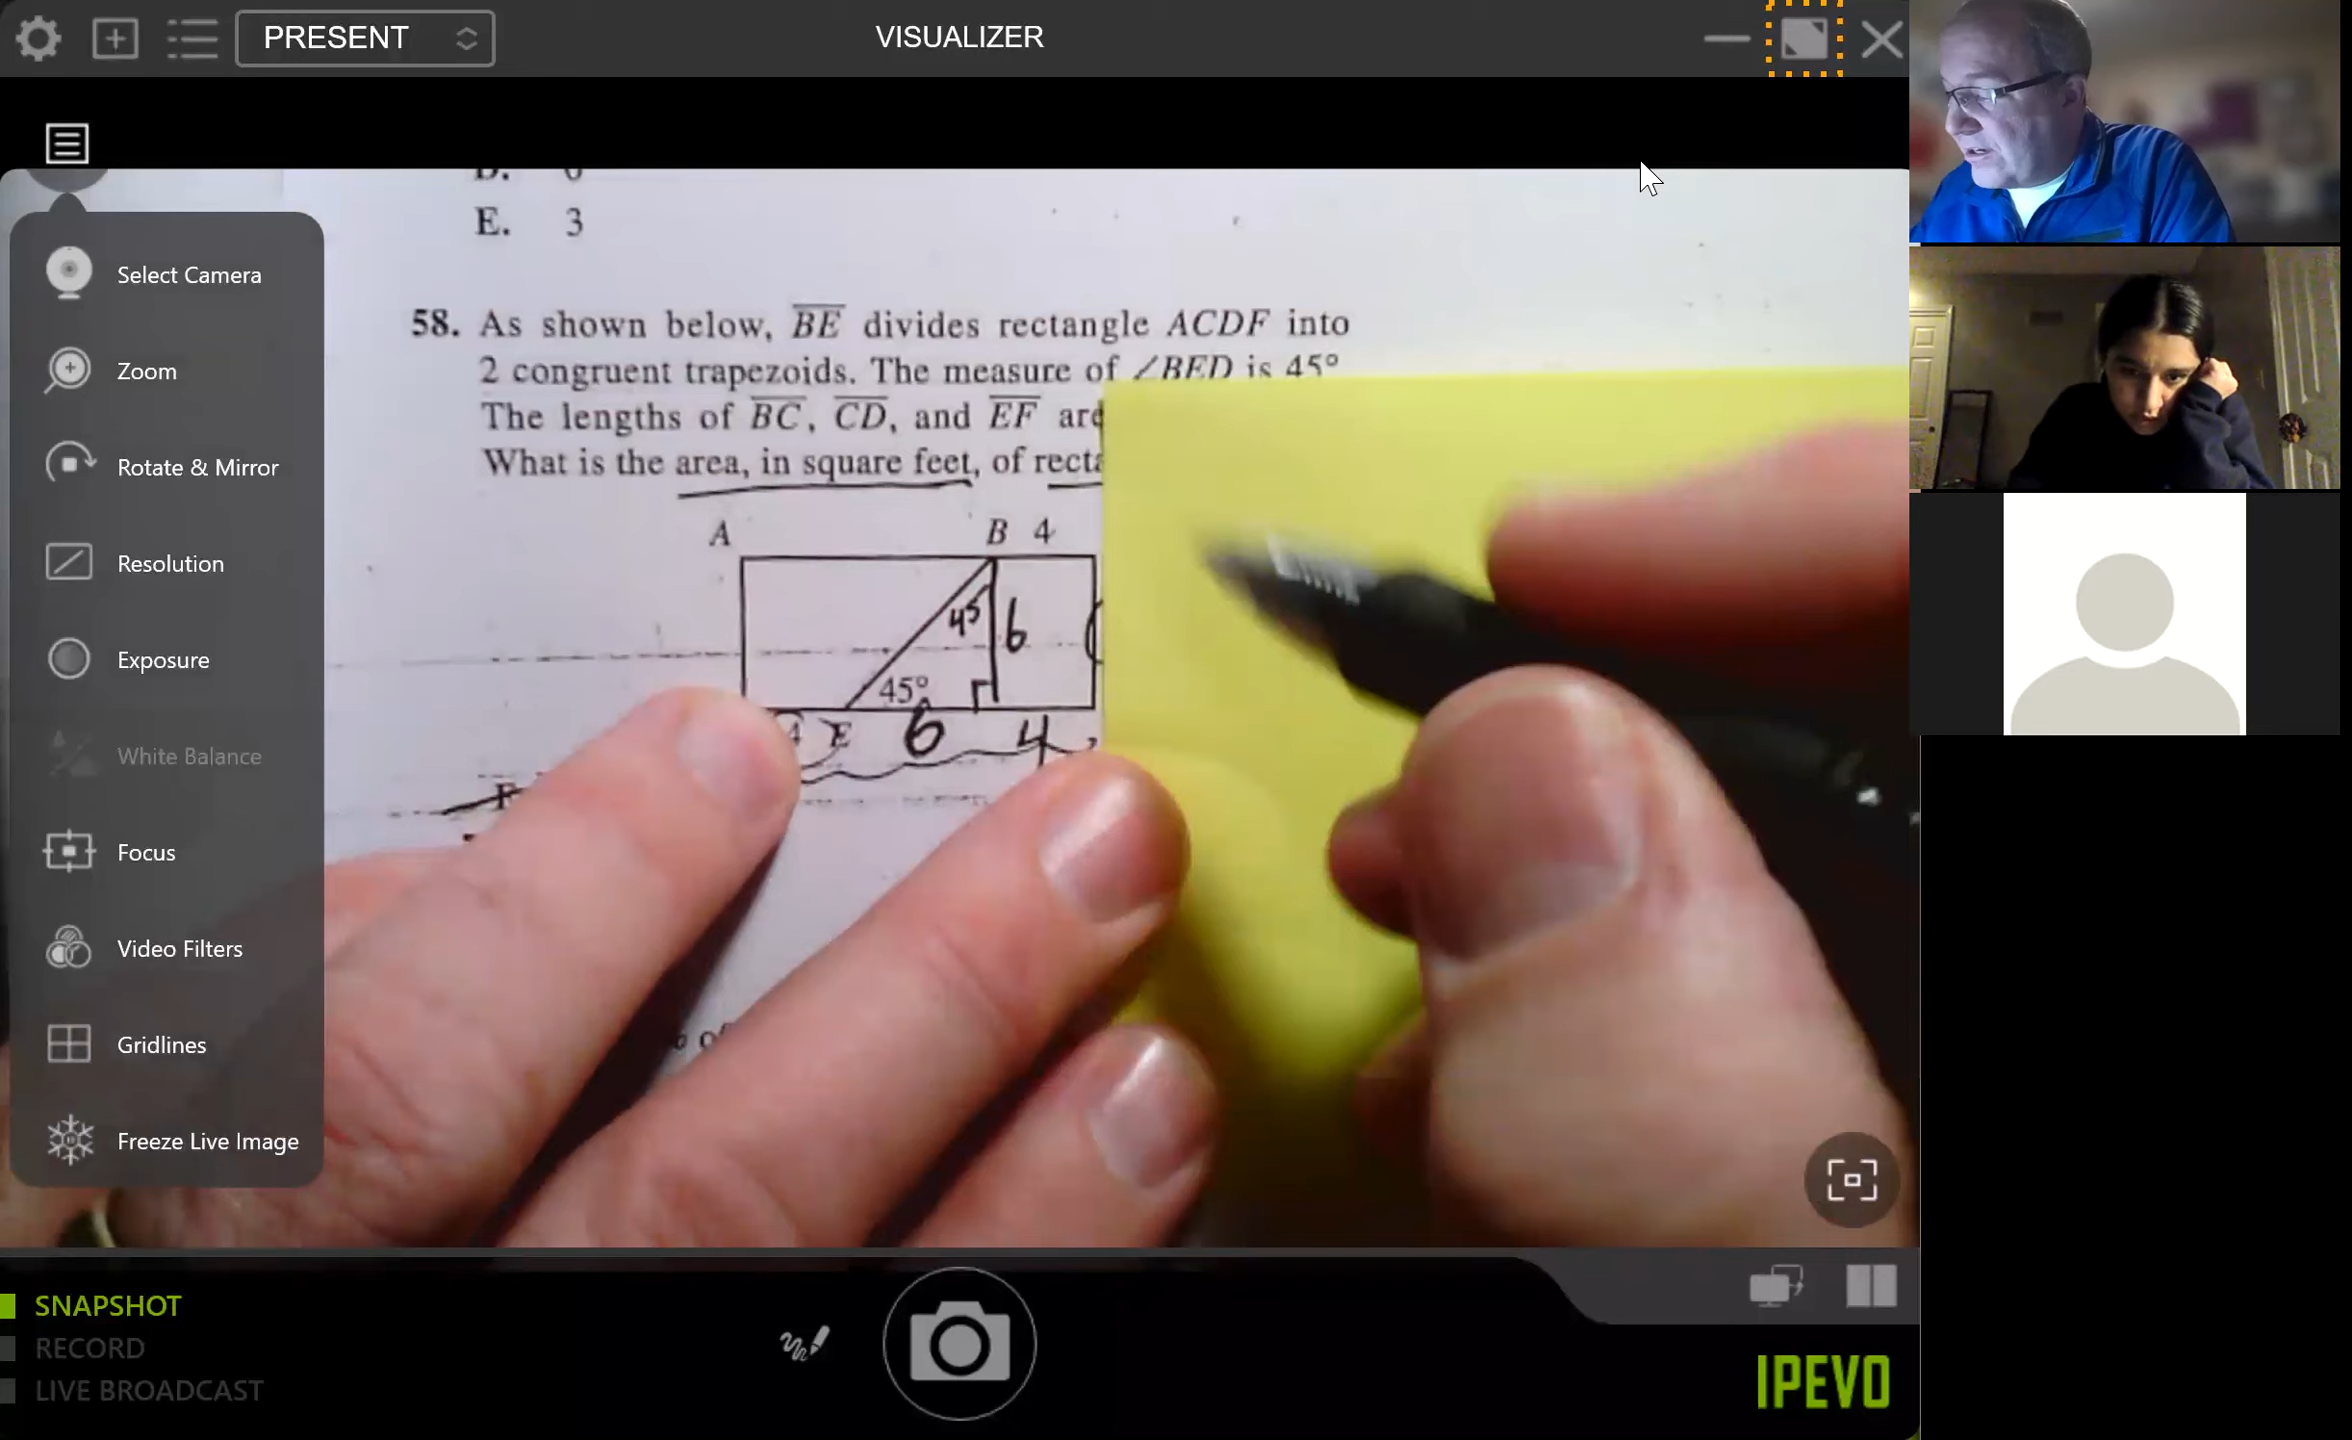 PRESENT
VISUALIZER
E. 3
58. As shown below, BE divides rectangle ACDF into
2 congruent trapezoids. The measure of ∠BED is 45°
The lengths of BC, CD, and EF are
What is the area, in square feet, of recta
A B 4
45 6
45°
4 E 6 4
F
Select Camera
Zoom
Rotate & Mirror
Resolution
Exposure
White Balance
Focus
Video Filters
Gridlines
Freeze Live Image
SNAPSHOT
RECORD
LIVE BROADCAST
IPEVO